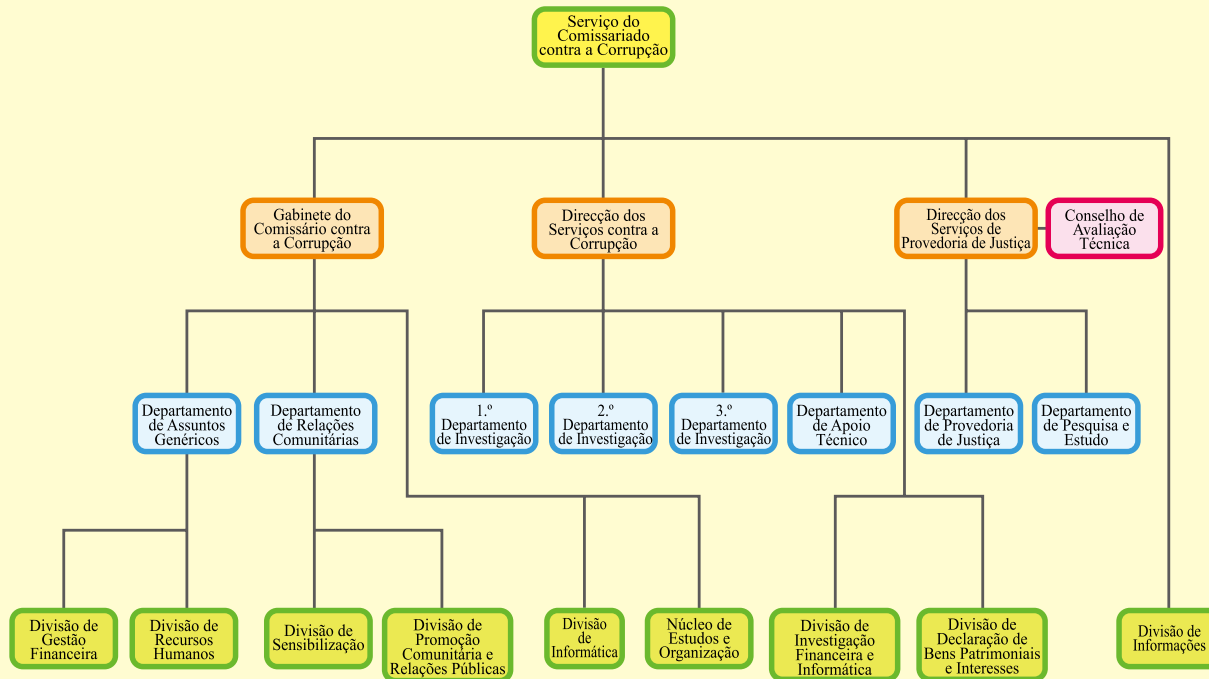 Serviço do
Comissariado
contra a Corrupção
Gabinete do
Comissário contra
a Corrupção
Direcção dos
Serviços contra a
Corrupção
Direcção dos
Serviços de
Provedoria de Justiça
Conselho de
Avaliação
Técnica
Departamento
de Assuntos
Genéricos
Departamento
de Relações
Comunitárias
1.º
Departamento
de Investigação
2.º
Departamento
de Investigação
3.º
Departamento
de Investigação
Departamento
de Apoio
Técnico
Departamento
de Provedoria
de Justiça
Departamento
de Pesquisa e
Estudo
Divisão de
Gestão
Financeira
Divisão de
Recursos
Humanos
Divisão de
Sensibilização
Divisão de
Promoção
Comunitária e
Relações Públicas
Divisão
de
Informática
Núcleo de
Estudos e
Organização
Divisão de
Investigação
Financeira e
Informática
Divisão de
Declaração de
Bens Patrimoniais
e Interesses
Divisão de
Informações